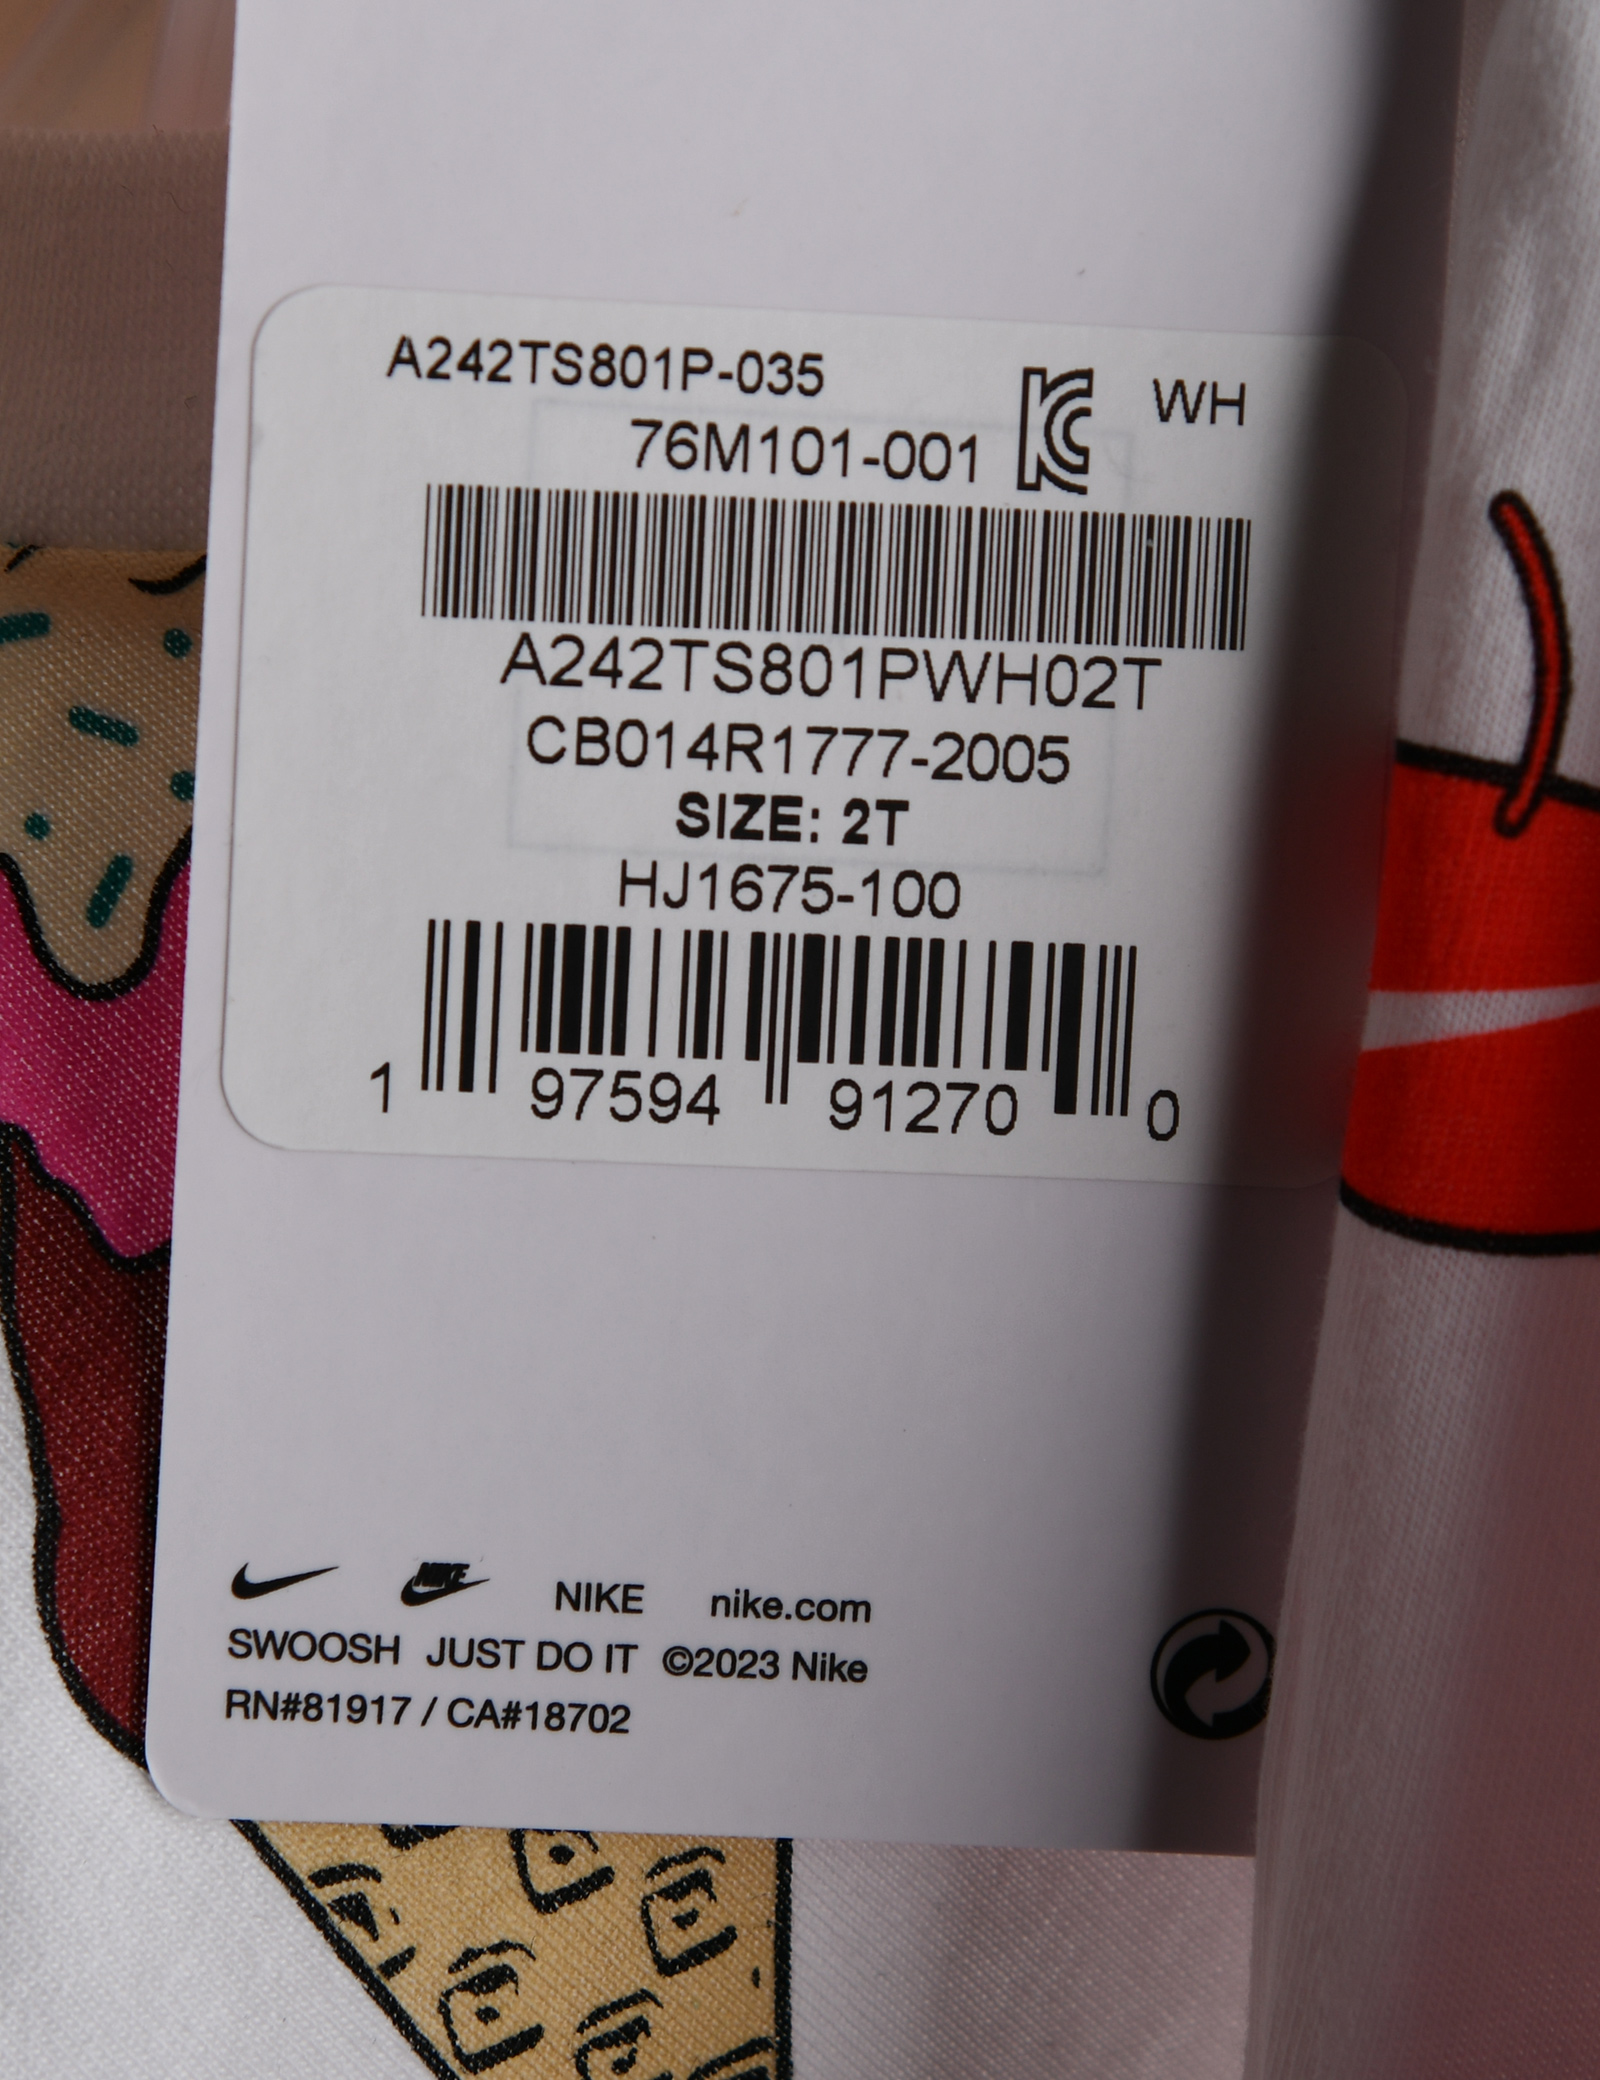 A242TS801P-035
WH
76M101-001
A242TS801PWH02T
CB014R1777-2005
SIZE: 2T
HJ1675-100
1 97594 91270 0
NIKE NIKE nike.com
SWOOSH JUST DO IT ©2023 Nike
RN#81917 / CA#18702